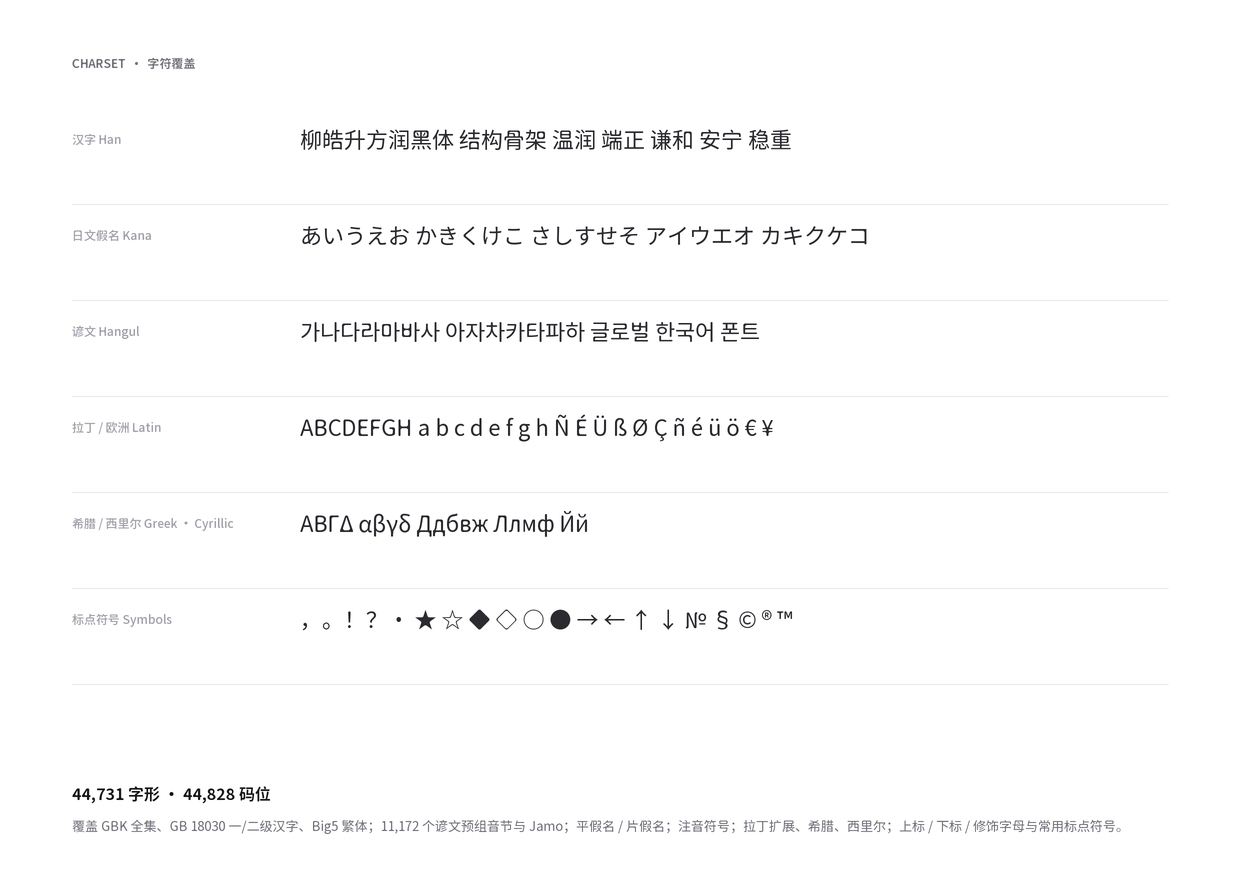 CHARSET ・ 字符覆盖
汉字 Han
柳皓升方润黑体 结构骨架 温润 端正 谦和 安宁 稳重
日文假名 Kana
あいうえお かきくけこ さしすせそ アイウエオ カキクケコ
谚文 Hangul
가나다라마바사 아자차카타파하 글로벌 한국어 폰트
拉丁 / 欧洲 Latin
ABCDEFGH a b c d e f g h Ñ É Ü ß Ø Ç ñ é ü ö € ¥
希腊 / 西里尔 Greek ・ Cyrillic
ΑΒΓΔ αβγδ Ддбвж Ллмф Йй
标点符号 Symbols
，。！？・★☆◆◇○●→←↑↓№ § © ® ™
44,731 字形 ・ 44,828 码位
覆盖 GBK 全集、GB 18030 一/二级汉字、Big5 繁体；11,172 个谚文预组音节与 Jamo；平假名 / 片假名；注音符号；拉丁扩展、希腊、西里尔；上标 / 下标 / 修饰字母与常用标点符号。